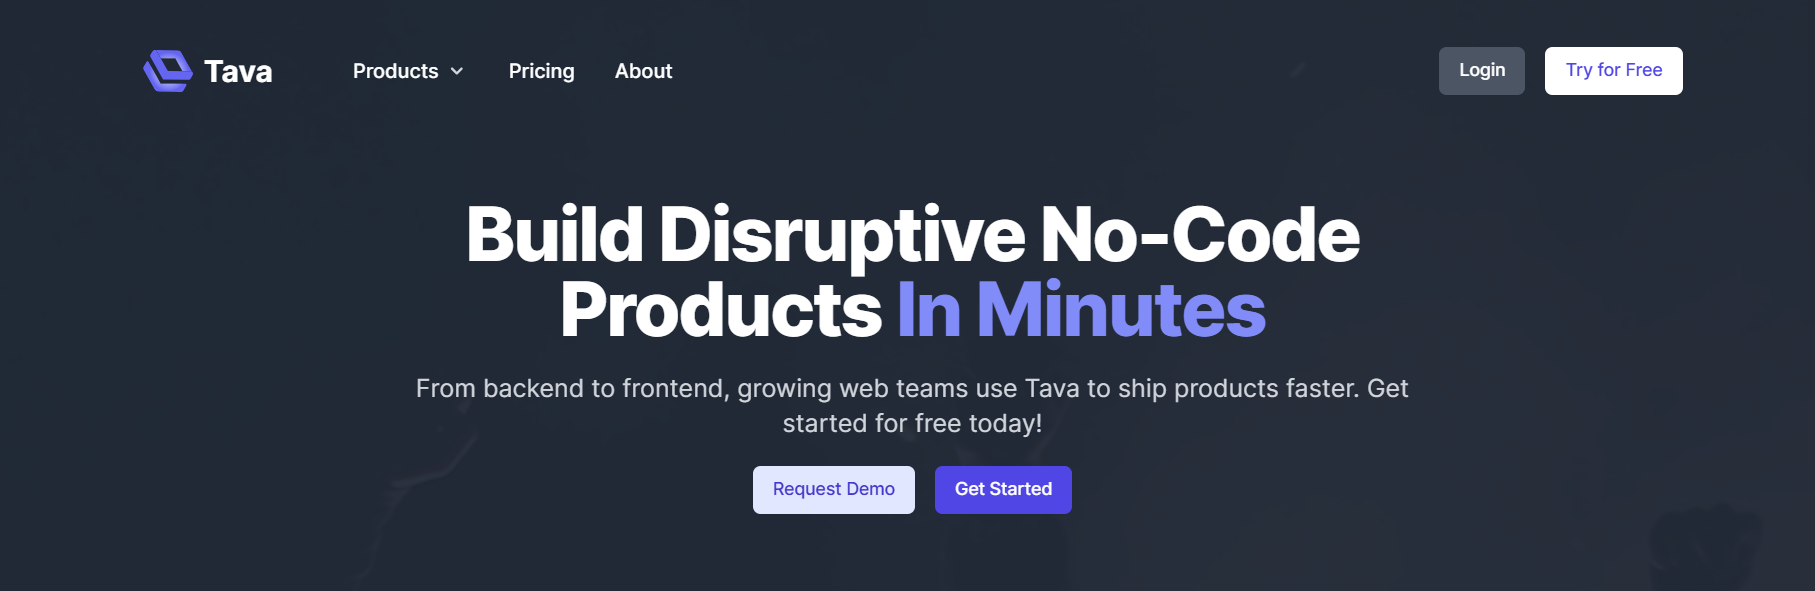 Tava
Products
Pricing
About
Login
Try for Free
Build Disruptive No-Code
Products In Minutes
From backend to frontend, growing web teams use Tava to ship products faster. Get
started for free today!
Request Demo
Get Started